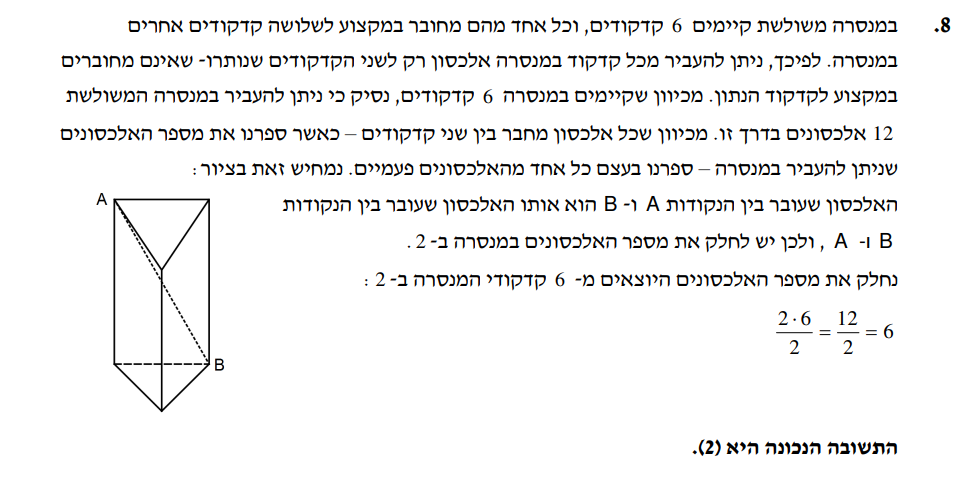 8. במנסרה משולשת קיימים 6 קדקודים, וכל אחד מהם מחובר במקצוע לשלושה קדקודים אחרים
במנסרה. לפיכך, ניתן להעביר מכל קדקוד במנסרה אלכסון רק לשני הקדקודים שנותרו- שאינם מחוברים
במקצוע לקדקוד הנתון. מכיוון שקיימים במנסרה 6 קדקודים, נסיק כי ניתן להעביר במנסרה המשולשת
12 אלכסונים בדרך זו. מכיוון שכל אלכסון מחבר בין שני קדקודים – כאשר ספרנו את מספר האלכסונים
שניתן להעביר במנסרה – ספרנו בעצם כל אחד מהאלכסונים פעמיים. נמחיש זאת בציור:
האלכסון שעובר בין הנקודות A ו- B הוא אותו האלכסון שעובר בין הנקודות
B ו- A , ולכן יש לחלק את מספר האלכסונים במנסרה ב- 2.
נחלק את מספר האלכסונים היוצאים מ- 6 קדקודי המנסרה ב- 2 :
\frac{2 \cdot 6}{2} = \frac{12}{2} = 6
A
B
התשובה הנכונה היא (2).